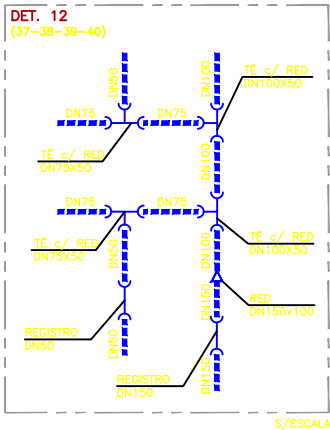 DET. 12
(37-38-39-40)
DN50
DN100
TÊ c/ RED
DN100X50
DN75
DN75
TÊ c/ RED
DN75X50
DN100
DN75
DN75
TÊ c/ RED
DN75X50
DN50
DN100
TÊ c/ RED
DN100X50
RED
DN150x100
DN150
REGISTRO
DN50
DN50
REGISTRO
DN150
DN150
S/ESCALA